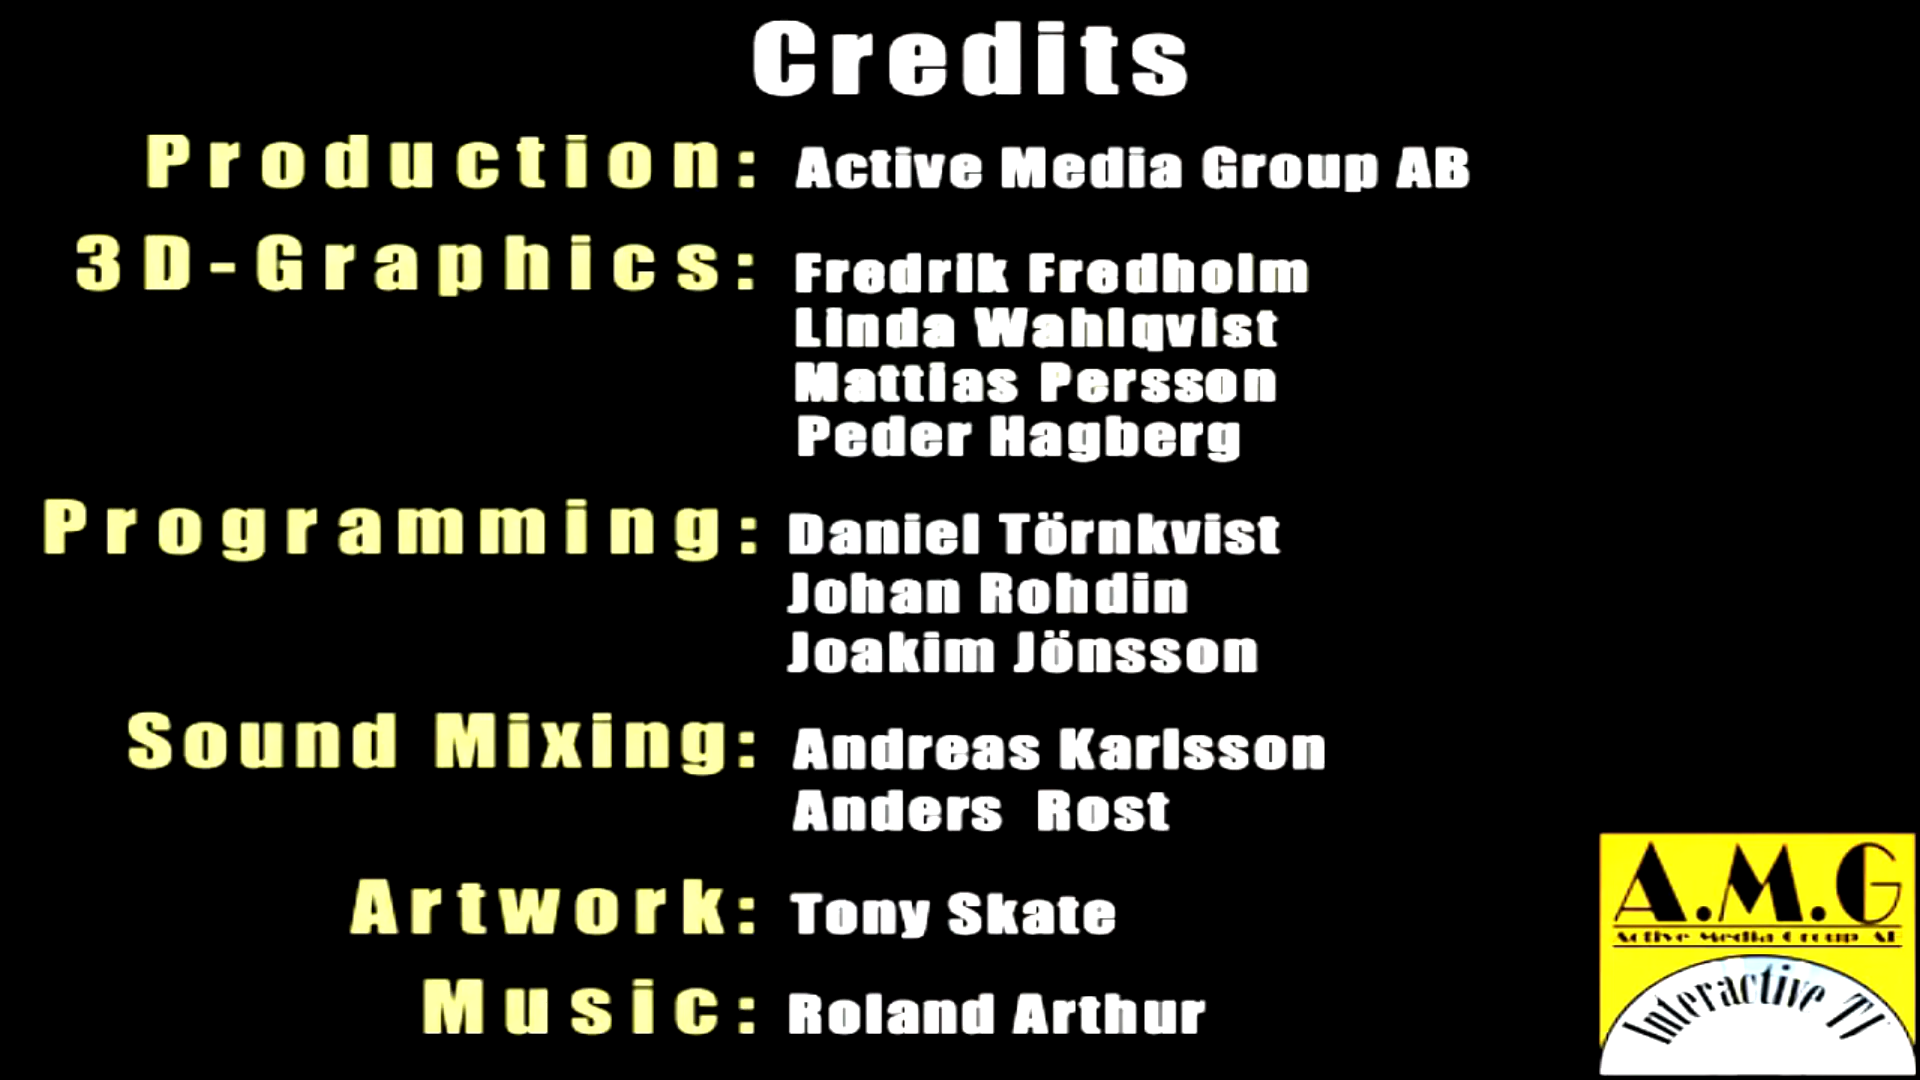 Credits
Production: Active Media Group AB
3D-Graphics: Fredrik Fredholm
Linda Wahlqvist
Mattias Persson
Peder Hagberg
Programming: Daniel Törnkvist
Johan Rohdin
Joakim Jönsson
Sound Mixing: Andreas Karlsson
Anders Rost
Artwork: Tony Skate
Music: Roland Arthur
A.M.G
Active Media Group AB
Interactive TV